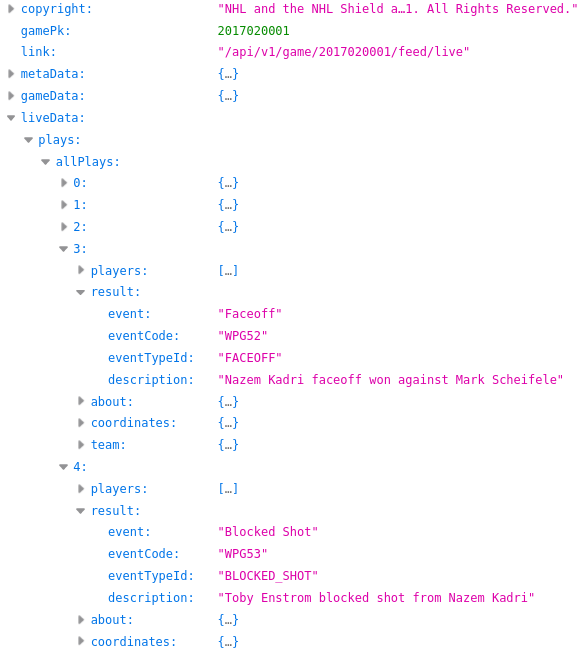 copyright: "NHL and the NHL Shield a…1. All Rights Reserved."
gamePk: 2017020001
link: "/api/v1/game/2017020001/feed/live"
metaData: {…}
gameData: {…}
liveData:
plays:
allPlays:
0: {…}
1: {…}
2: {…}
3:
players: […]
result:
event: "Faceoff"
eventCode: "WPG52"
eventTypeId: "FACEOFF"
description: "Nazem Kadri faceoff won against Mark Scheifele"
about: {…}
coordinates: {…}
team: {…}
4:
players: […]
result:
event: "Blocked Shot"
eventCode: "WPG53"
eventTypeId: "BLOCKED_SHOT"
description: "Toby Enstrom blocked shot from Nazem Kadri"
about: {…}
coordinates: {…}